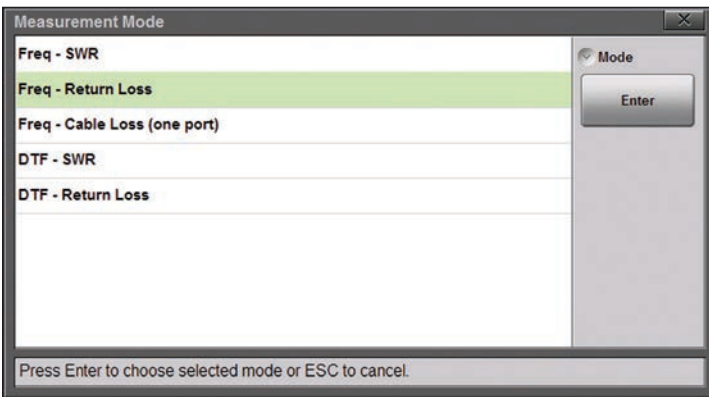 Measurement Mode
Freq - SWR
Freq - Return Loss
Freq - Cable Loss (one port)
DTF - SWR
DTF - Return Loss
Mode
Enter
Press Enter to choose selected mode or ESC to cancel.